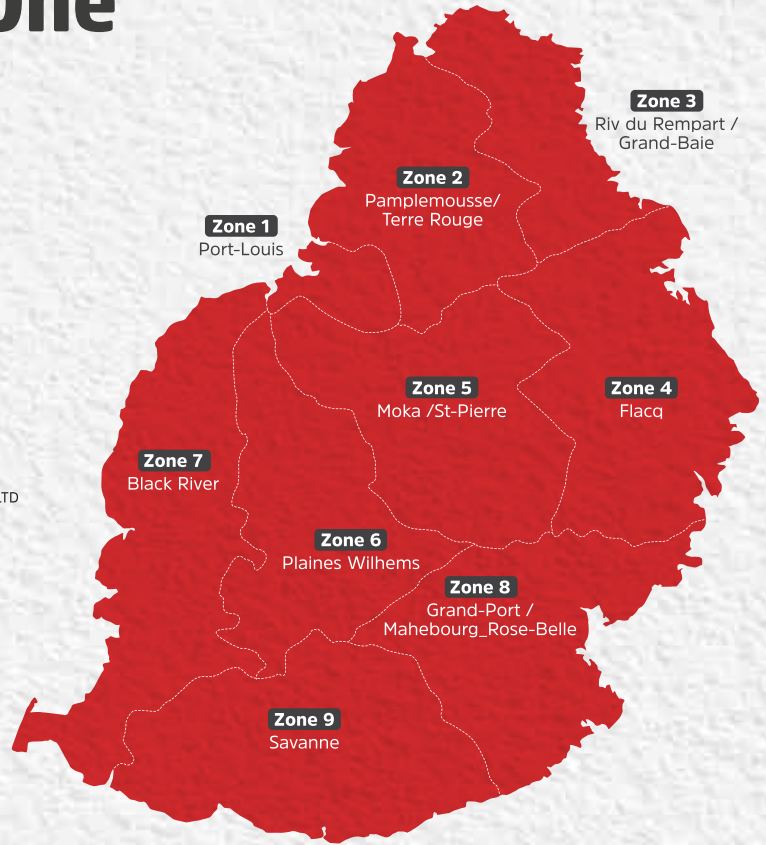 Zone 3
Riv du Rempart /
Grand-Baie
Zone 2
Pamplemousse/
Terre Rouge
Zone 1
Port-Louis
Zone 5
Moka /St-Pierre
Zone 4
Flacq
Zone 7
Black River
LTD
Zone 6
Plaines Wilhems
Zone 8
Grand-Port /
Mahebourg_Rose-Belle
Zone 9
Savanne